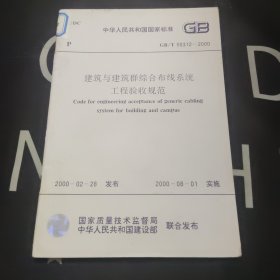 UDC
中华人民共和国国家标准
GB
P
GB/T 50312-2000
建筑与建筑群综合布线系统
工程验收规范
Code for engineering acceptance of generic cabling
system for building and campus
2000-02-28 发布
2000-08-01 实施
国家质量技术监督局
中华人民共和国建设部
联合发布